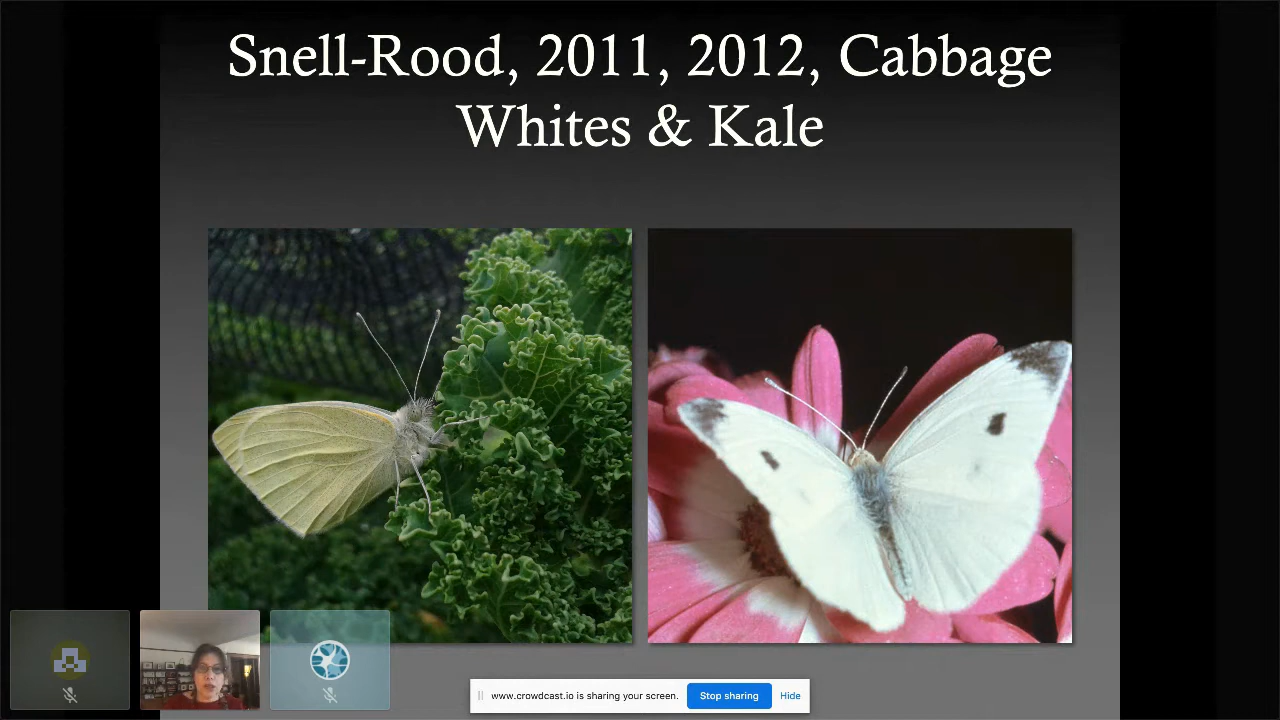 Snell-Rood, 2011, 2012, Cabbage
Whites & Kale
www.crowdcast.io is sharing your screen. Stop sharing Hide